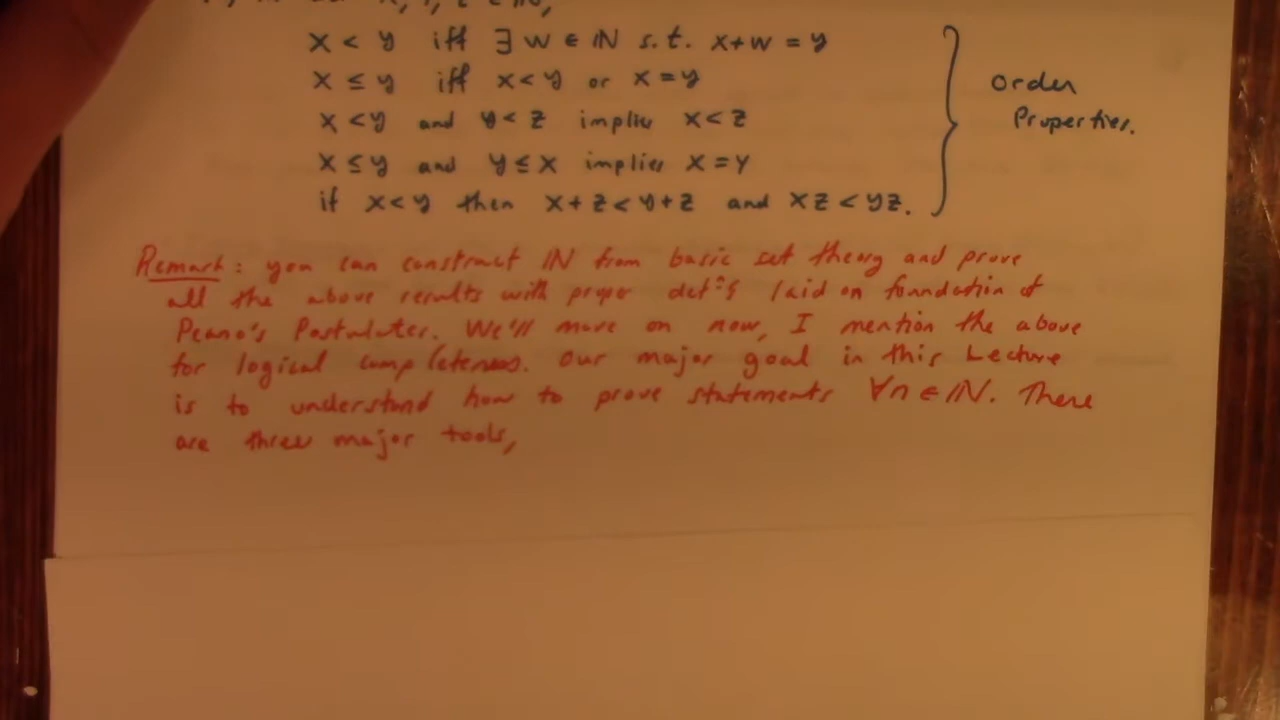 x, y, z ∈ ℕ,
x < y iff ∃ w ∈ ℕ s.t. x+w = y
x ≤ y iff x<y or x=y
x <y and y< z implies x<z
x ≤ y and y ≤ x implies x = y
if x<y then x+z<y+z and xz < yz.
Order
Properties.
Remark: you can construct ℕ from basic set theory and prove
all the above results with proper def²s laid on foundation of
Peano's Postulates. We'll move on now, I mention the above
for logical completeness. Our major goal in this Lecture
is to understand how to prove statements ∀n ∈ ℕ. There
are three major tools,